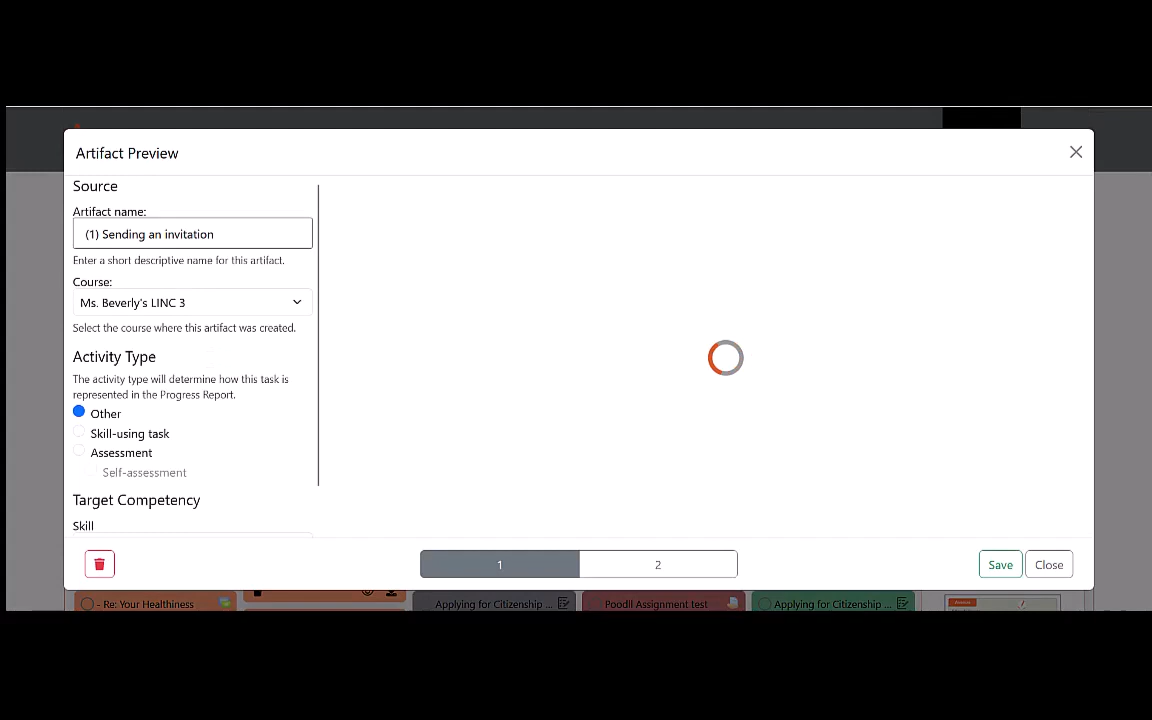 Artifact Preview
Source
Artifact name:
(1) Sending an invitation
Enter a short descriptive name for this artifact.
Course:
Ms. Beverly's LINC 3
Select the course where this artifact was created.
Activity Type
The activity type will determine how this task is
represented in the Progress Report.
Other
Skill-using task
Assessment
Self-assessment
Target Competency
Skill
1
2
Save
Close
- Re: Your Healthiness
Applying for Citizenship ...
Poodll Assignment test
Applying for Citizenship ...